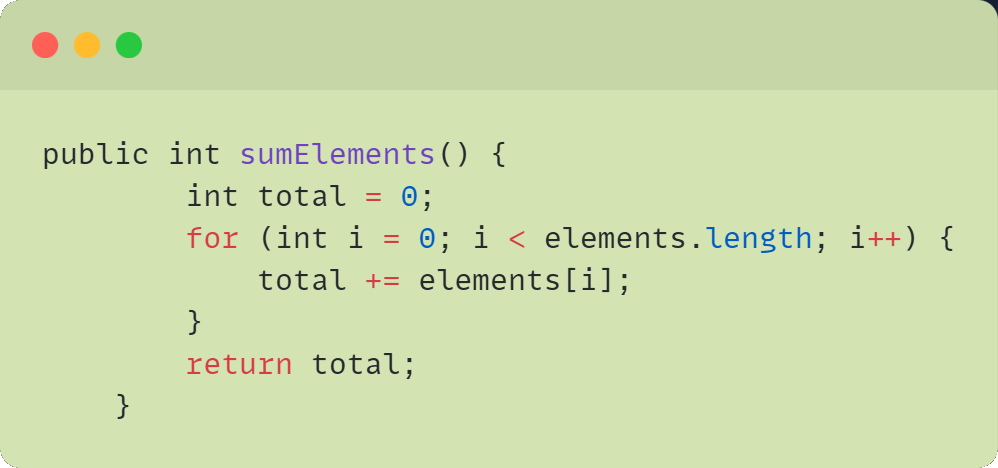 public int sumElements() {
        int total = 0;
        for (int i = 0; i < elements.length; i++) {
            total += elements[i];
        }
        return total;
    }